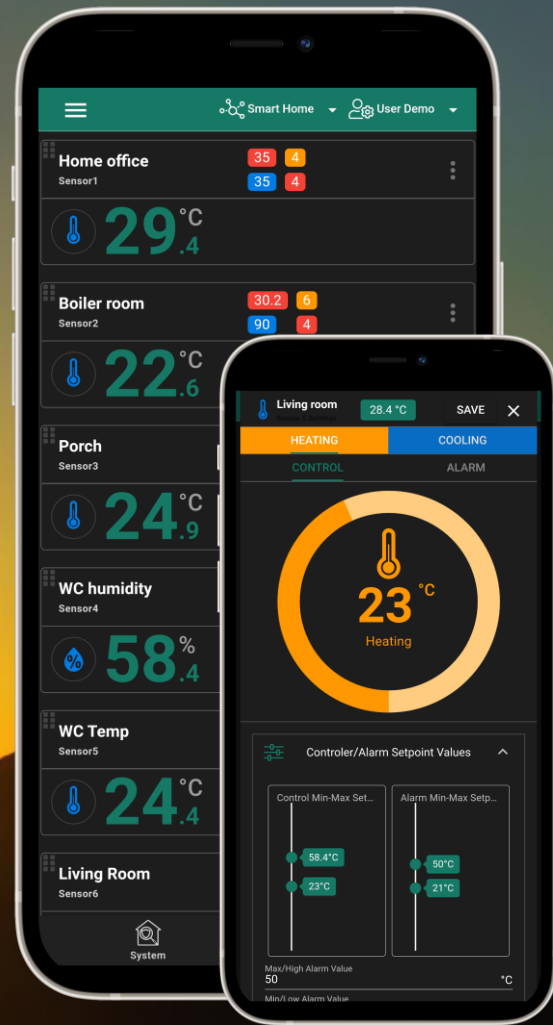 Smart Home
User Demo
Home office
Sensor1
35 4
35 4
29.4 °C
Boiler room
Sensor2
30.2 6
90 4
22.6 °C
Porch
Sensor3
24.9 °C
WC humidity
Sensor4
%
58.4 %
WC Temp
Sensor5
24.4 °C
Living Room
Sensor6
System
Living room
28.4 °C
SAVE
HEATING
COOLING
CONTROL
ALARM
23 °C
Heating
Controler/Alarm Setpoint Values
Control Min-Max Set...
58.4°C
23°C
Alarm Min-Max Setp...
50°C
21°C
Max/High Alarm Value
50 °C
Min/Low Alarm Value